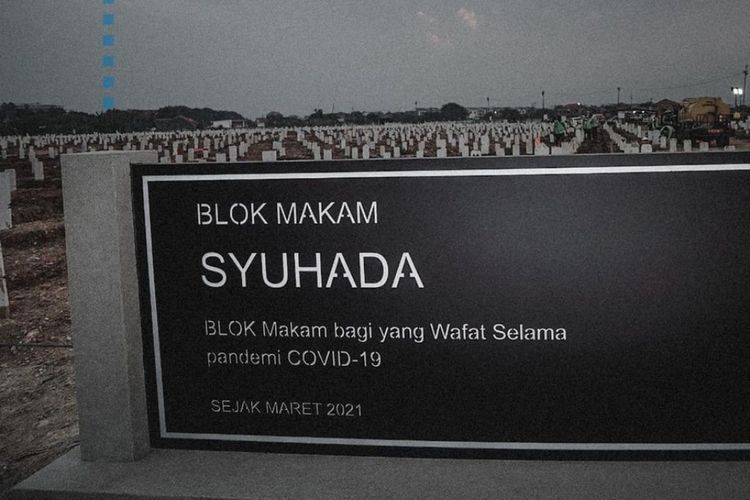 BLOK MAKAM
SYUHADA
BLOK Makam bagi yang Wafat Selama
pandemi COVID-19
SEJAK MARET 2021